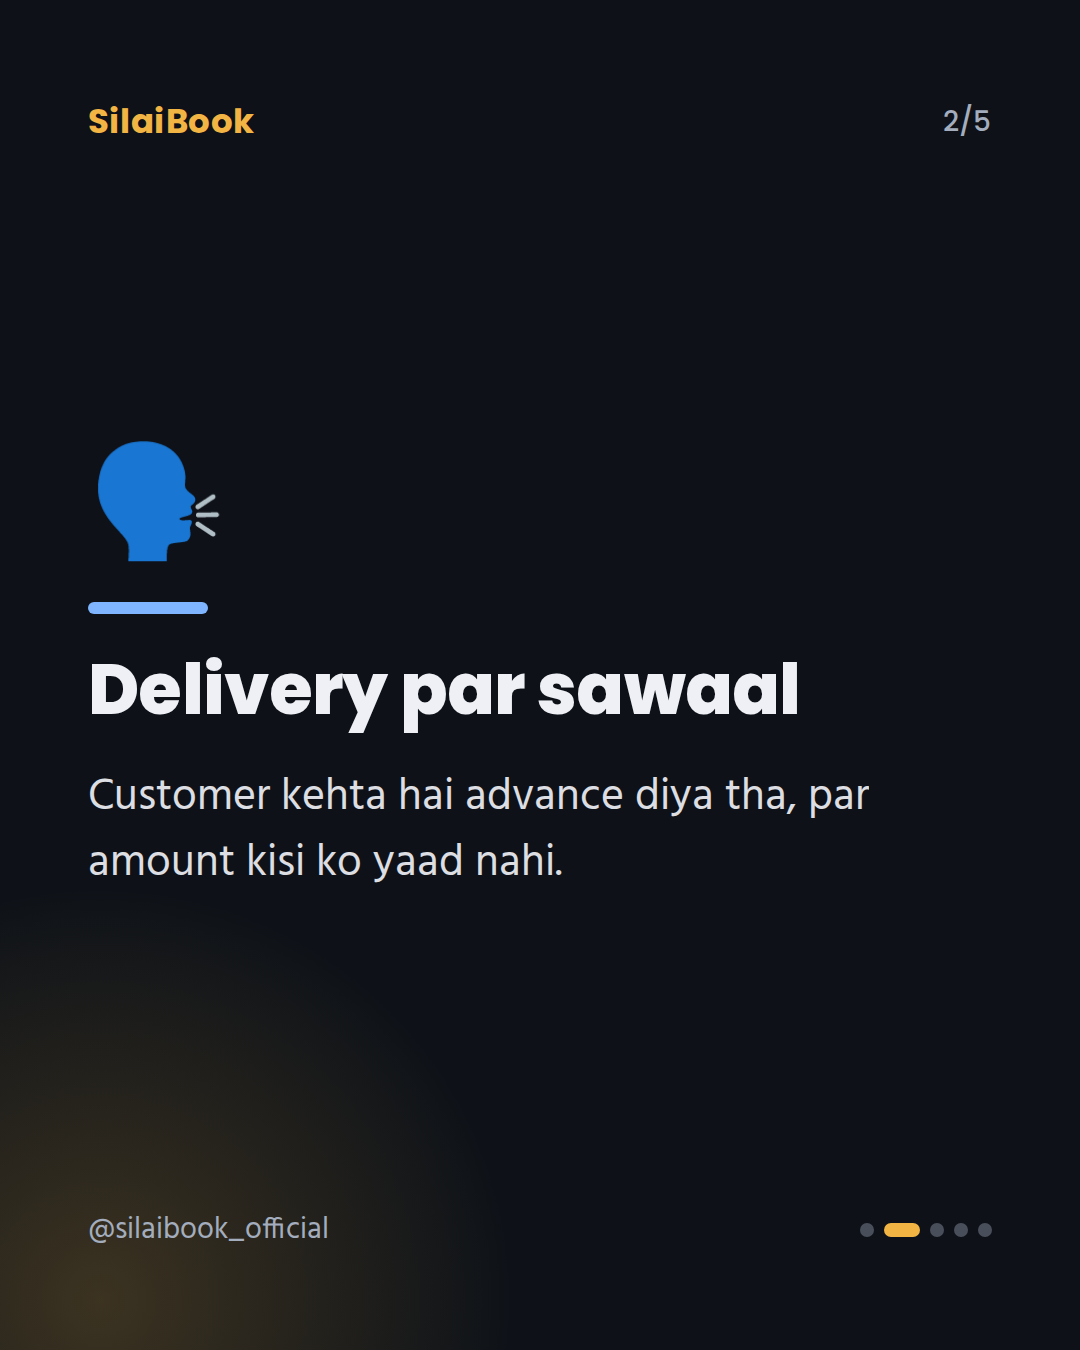 SilaiBook
2/5
Delivery par sawaal
Customer kehta hai advance diya tha, par
amount kisi ko yaad nahi.
@silaibook_official